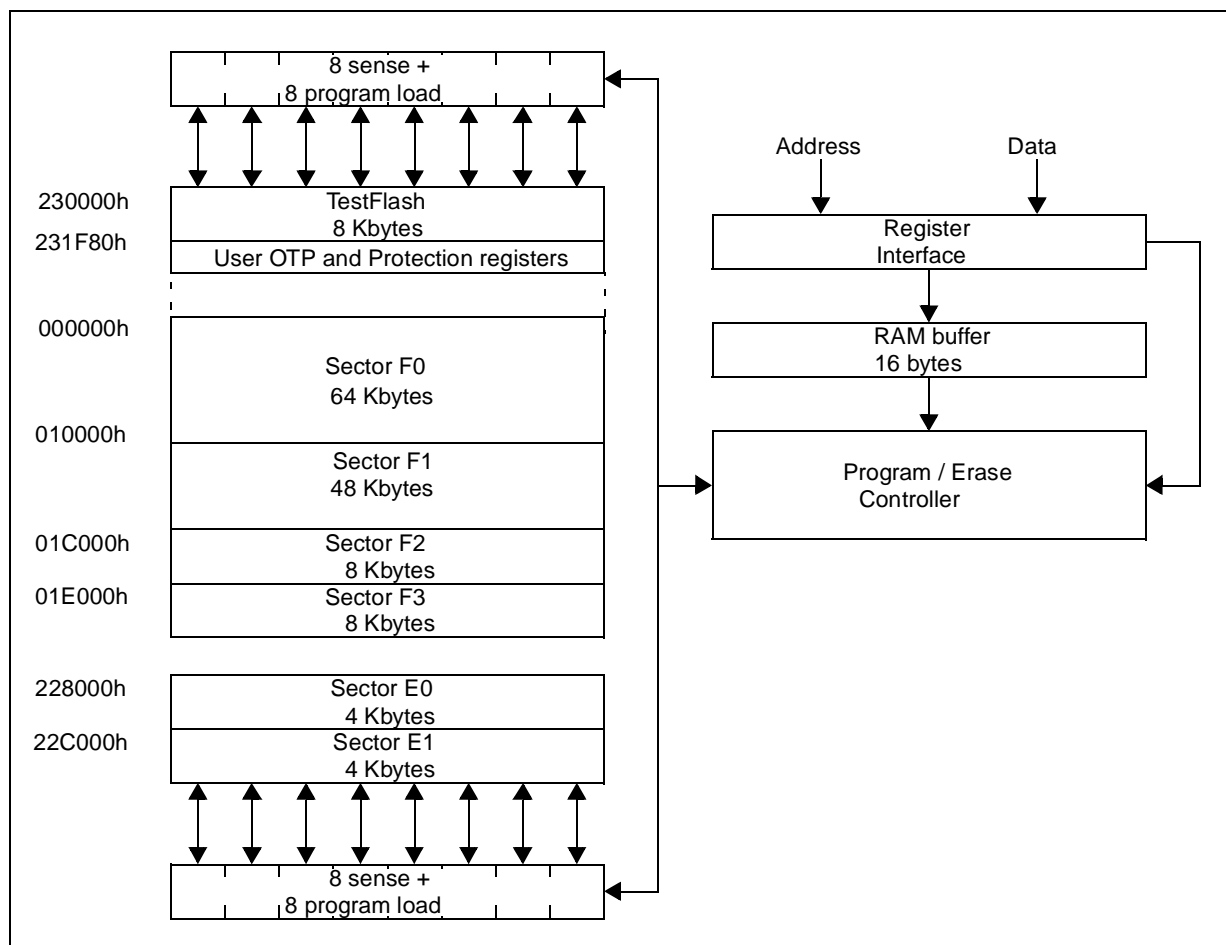 8 sense +
8 program load
230000h
TestFlash
8 Kbytes
231F80h
User OTP and Protection registers
000000h
Sector F0
64 Kbytes
010000h
Sector F1
48 Kbytes
01C000h
Sector F2
8 Kbytes
01E000h
Sector F3
8 Kbytes
228000h
Sector E0
4 Kbytes
22C000h
Sector E1
4 Kbytes
8 sense +
8 program load
Address
Data
Register
Interface
RAM buffer
16 bytes
Program / Erase
Controller